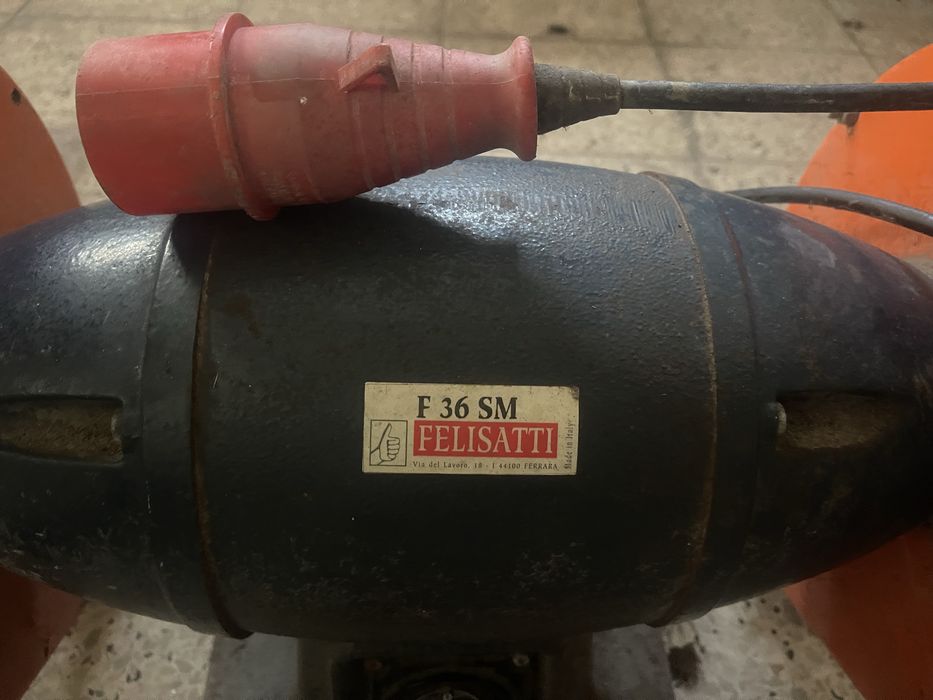 F 36 SM
FELISATTI
Via del Lavoro, 18 - I 44100 FERRARA
Made in Italy